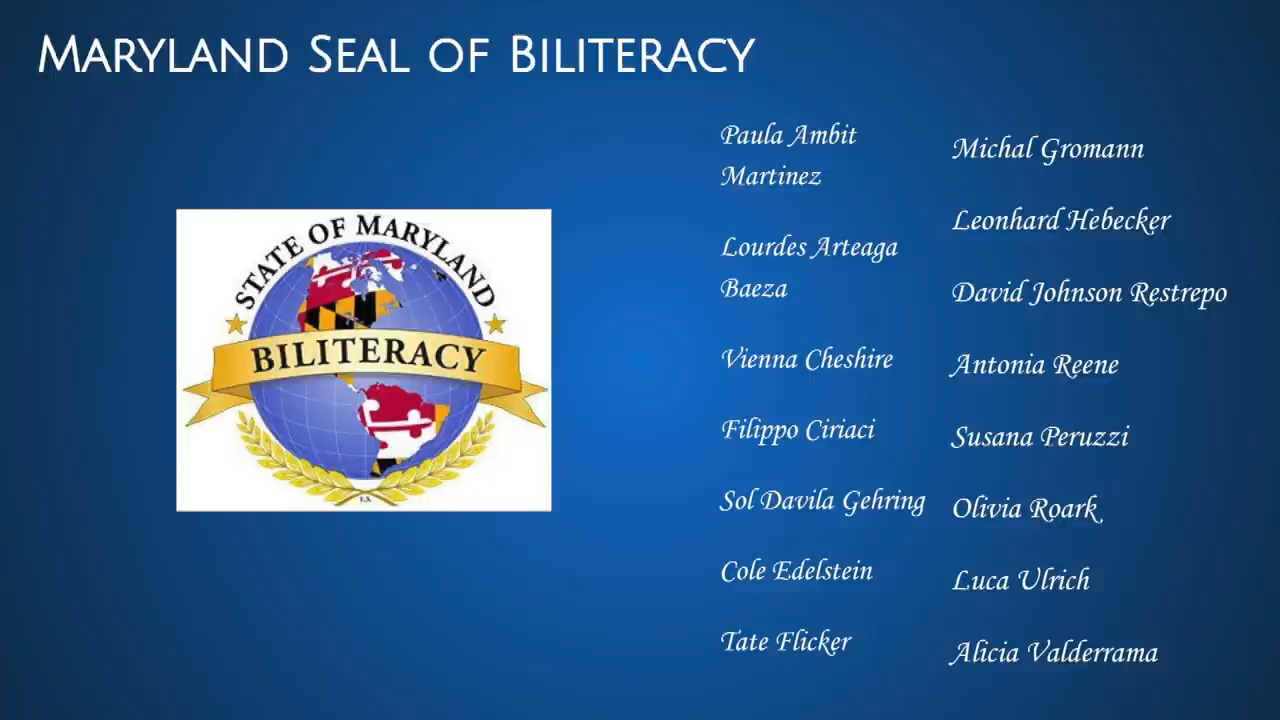 Maryland Seal of Biliteracy
STATE OF MARYLAND
BILITERACY
Paula Ambit
Martinez
Lourdes Arteaga
Baeza
Vienna Cheshire
Filippo Ciriaci
Sol Davila Gehring
Cole Edelstein
Tate Flicker
Michal Gromann
Leonhard Hebecker
David Johnson Restrepo
Antonia Reene
Susana Peruzzi
Olivia Roark
Luca Ulrich
Alicia Valderrama